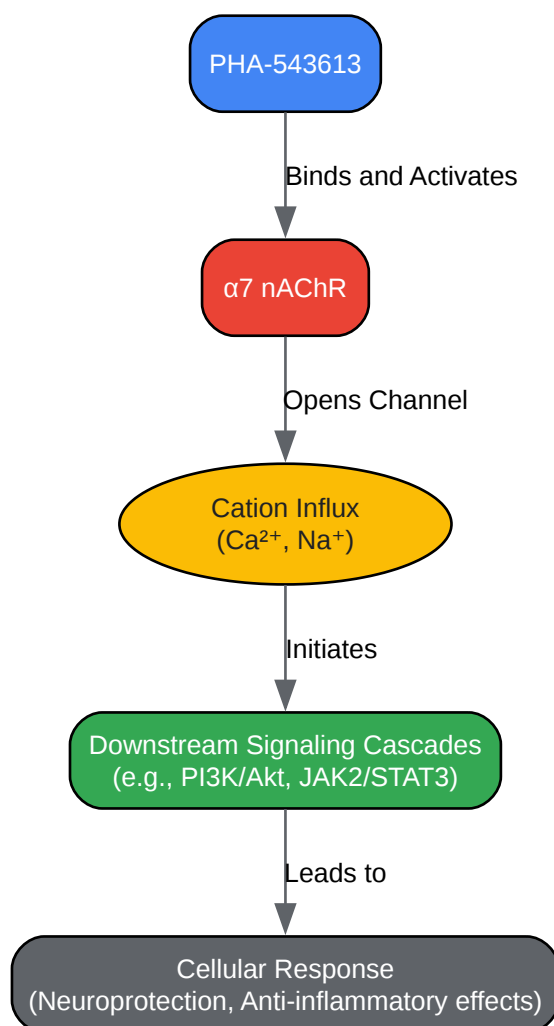 PHA-543613
Binds and Activates
α7 nAChR
Opens Channel
Cation Influx
(Ca²⁺, Na⁺)
Initiates
Downstream Signaling Cascades
(e.g., PI3K/Akt, JAK2/STAT3)
Leads to
Cellular Response
(Neuroprotection, Anti-inflammatory effects)